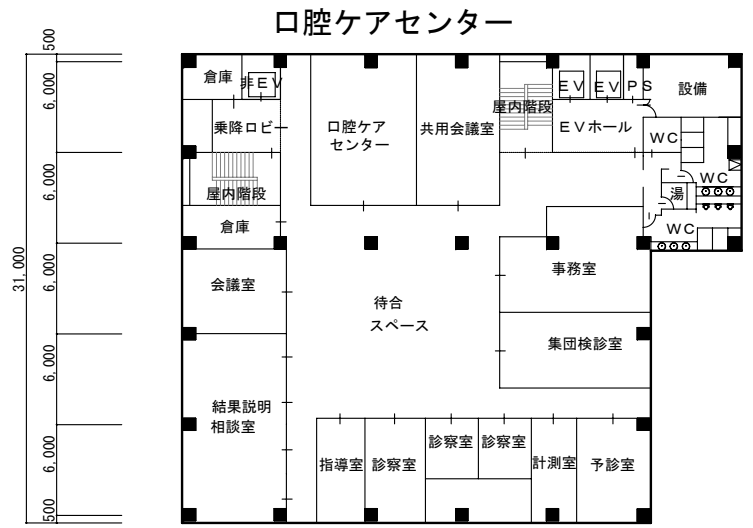 口腔ケアセンター
500
6,000
6,000
6,000
6,000
6,000
500
31,000
倉庫
非EV
EV
EV
PS
設備
乗降ロビ
口腔ケア
センター
共用会議室
屋内階段
EVホール
WC
WC
湯
WC
屋内階段
倉庫
会議室
待合
スペース
事務室
集団検診室
結果説明
相談室
指導室
診察室
診察室
診察室
計測室
予診室